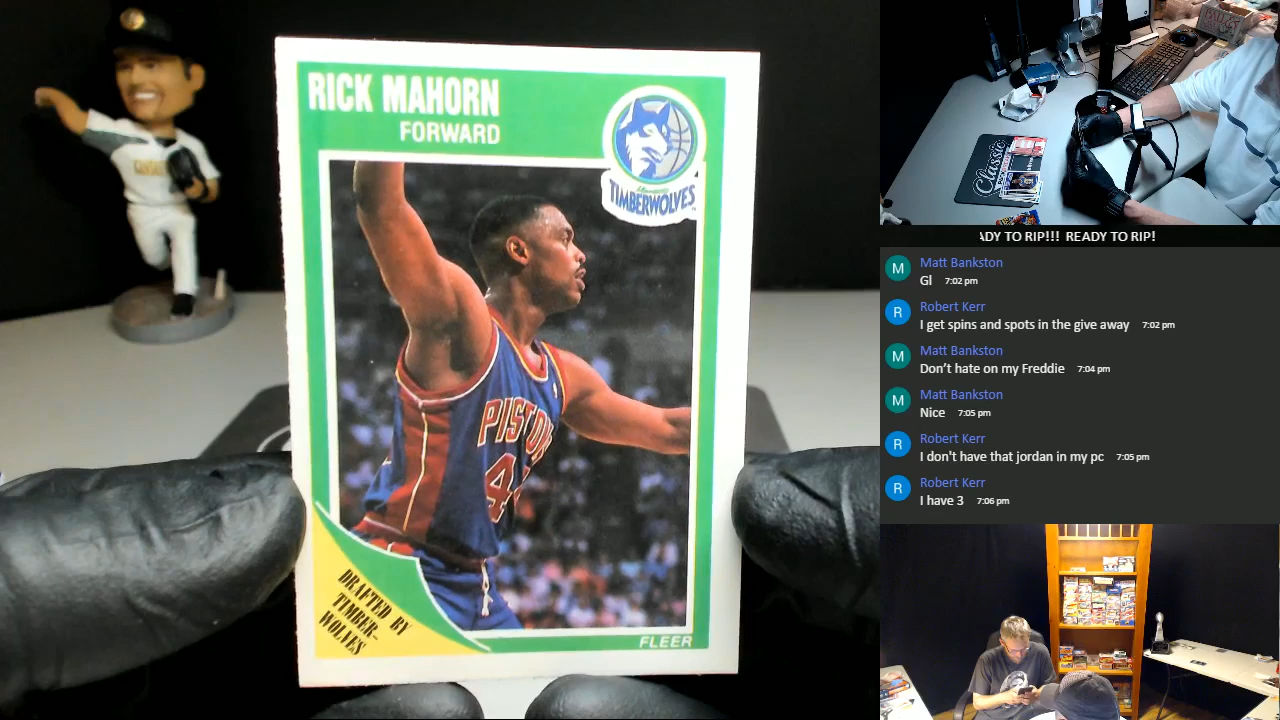 RICK MAHORN
FORWARD
TIMBERWOLVES
PISTONS
44
DRAFTED BY
TIMBER-
WOLVES
FLEER
Classic
ADY TO RIP!!! READY TO RIP!
M
Matt Bankston
Gl 7:02 pm
R
Robert Kerr
I get spins and spots in the give away 7:02 pm
M
Matt Bankston
Don’t hate on my Freddie 7:04 pm
M
Matt Bankston
Nice 7:05 pm
R
Robert Kerr
I don't have that jordan in my pc 7:05 pm
R
Robert Kerr
I have 3 7:06 pm